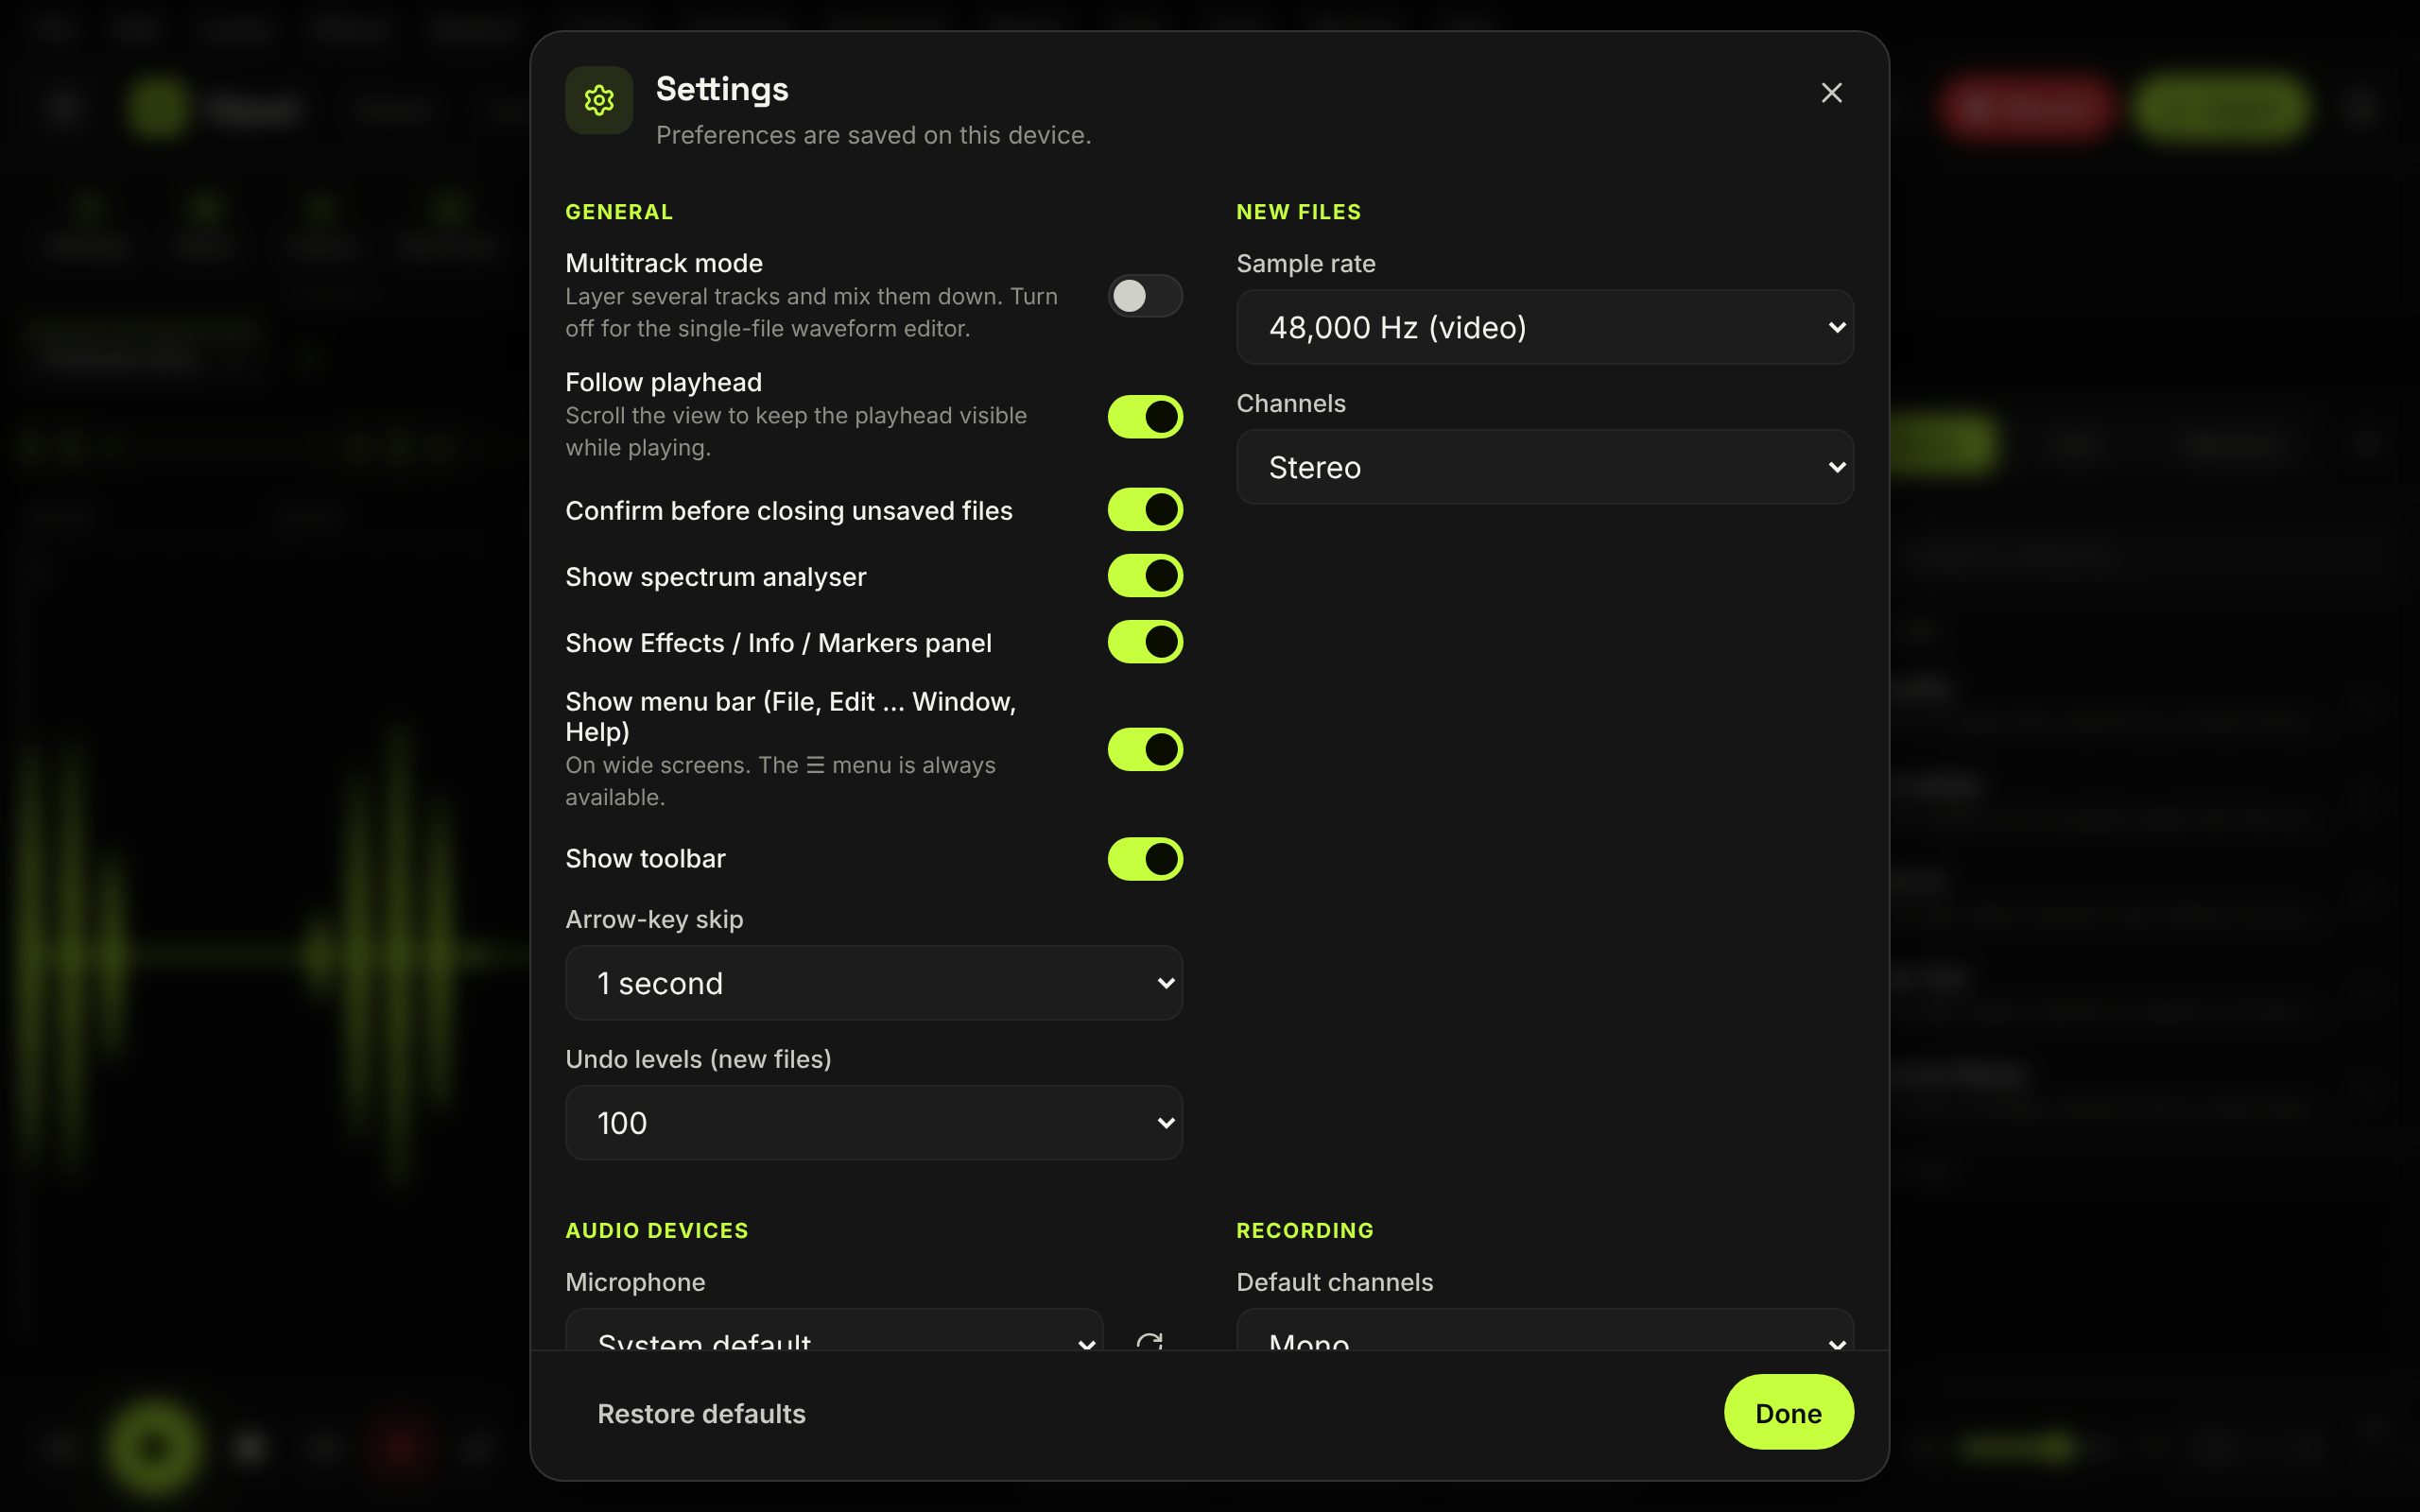 Settings
Preferences are saved on this device.
GENERAL
Multitrack mode
Layer several tracks and mix them down. Turn
off for the single-file waveform editor.
Follow playhead
Scroll the view to keep the playhead visible
while playing.
Confirm before closing unsaved files
Show spectrum analyser
Show Effects / Info / Markers panel
Show menu bar (File, Edit ... Window,
Help)
On wide screens. The ☰ menu is always
available.
Show toolbar
Arrow-key skip
1 second
Undo levels (new files)
100
NEW FILES
Sample rate
48,000 Hz (video)
Channels
Stereo
AUDIO DEVICES
Microphone
System default
RECORDING
Default channels
Mono
Restore defaults
Done